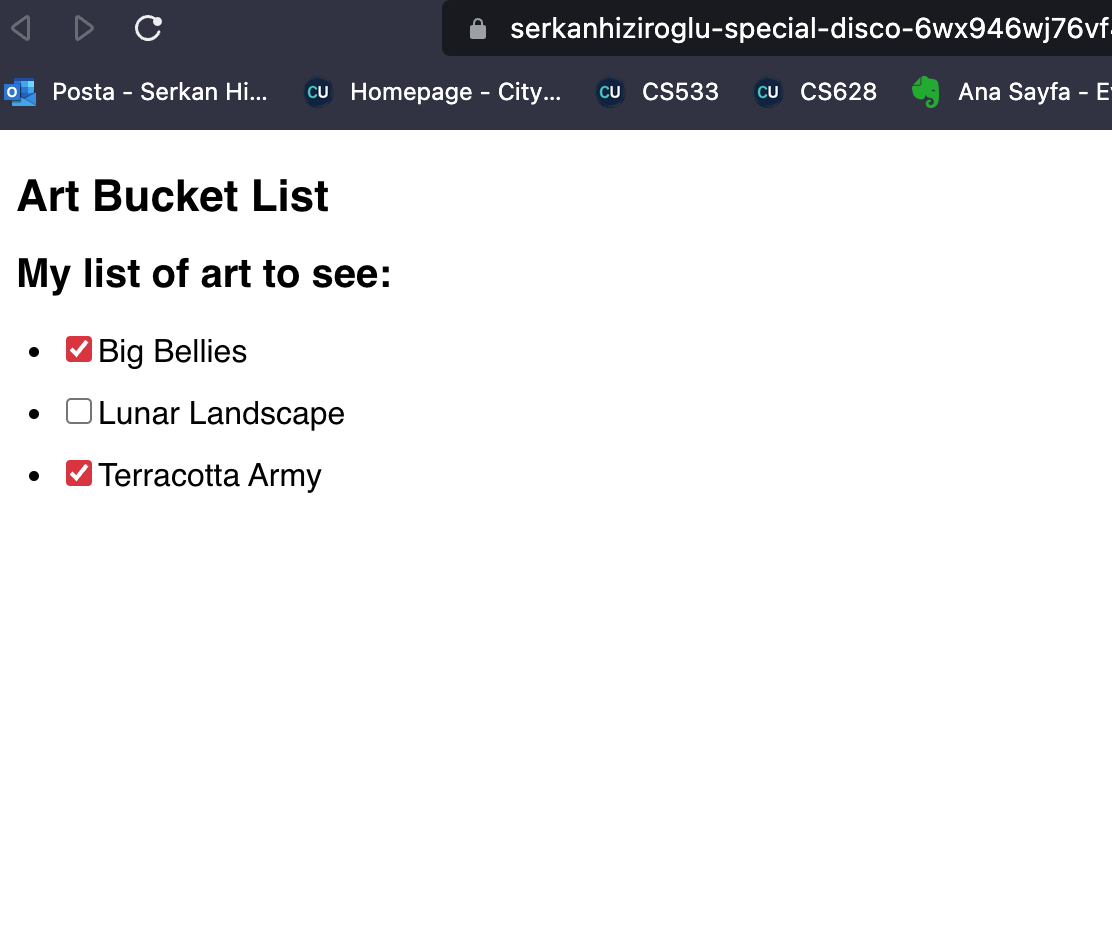 serkanhiziroglu-special-disco-6wx946wj76vf
Posta - Serkan Hi... CU Homepage - City... CU CS533 CU CS628 Ana Sayfa - E
Art Bucket List
My list of art to see:
Big Bellies
Lunar Landscape
Terracotta Army